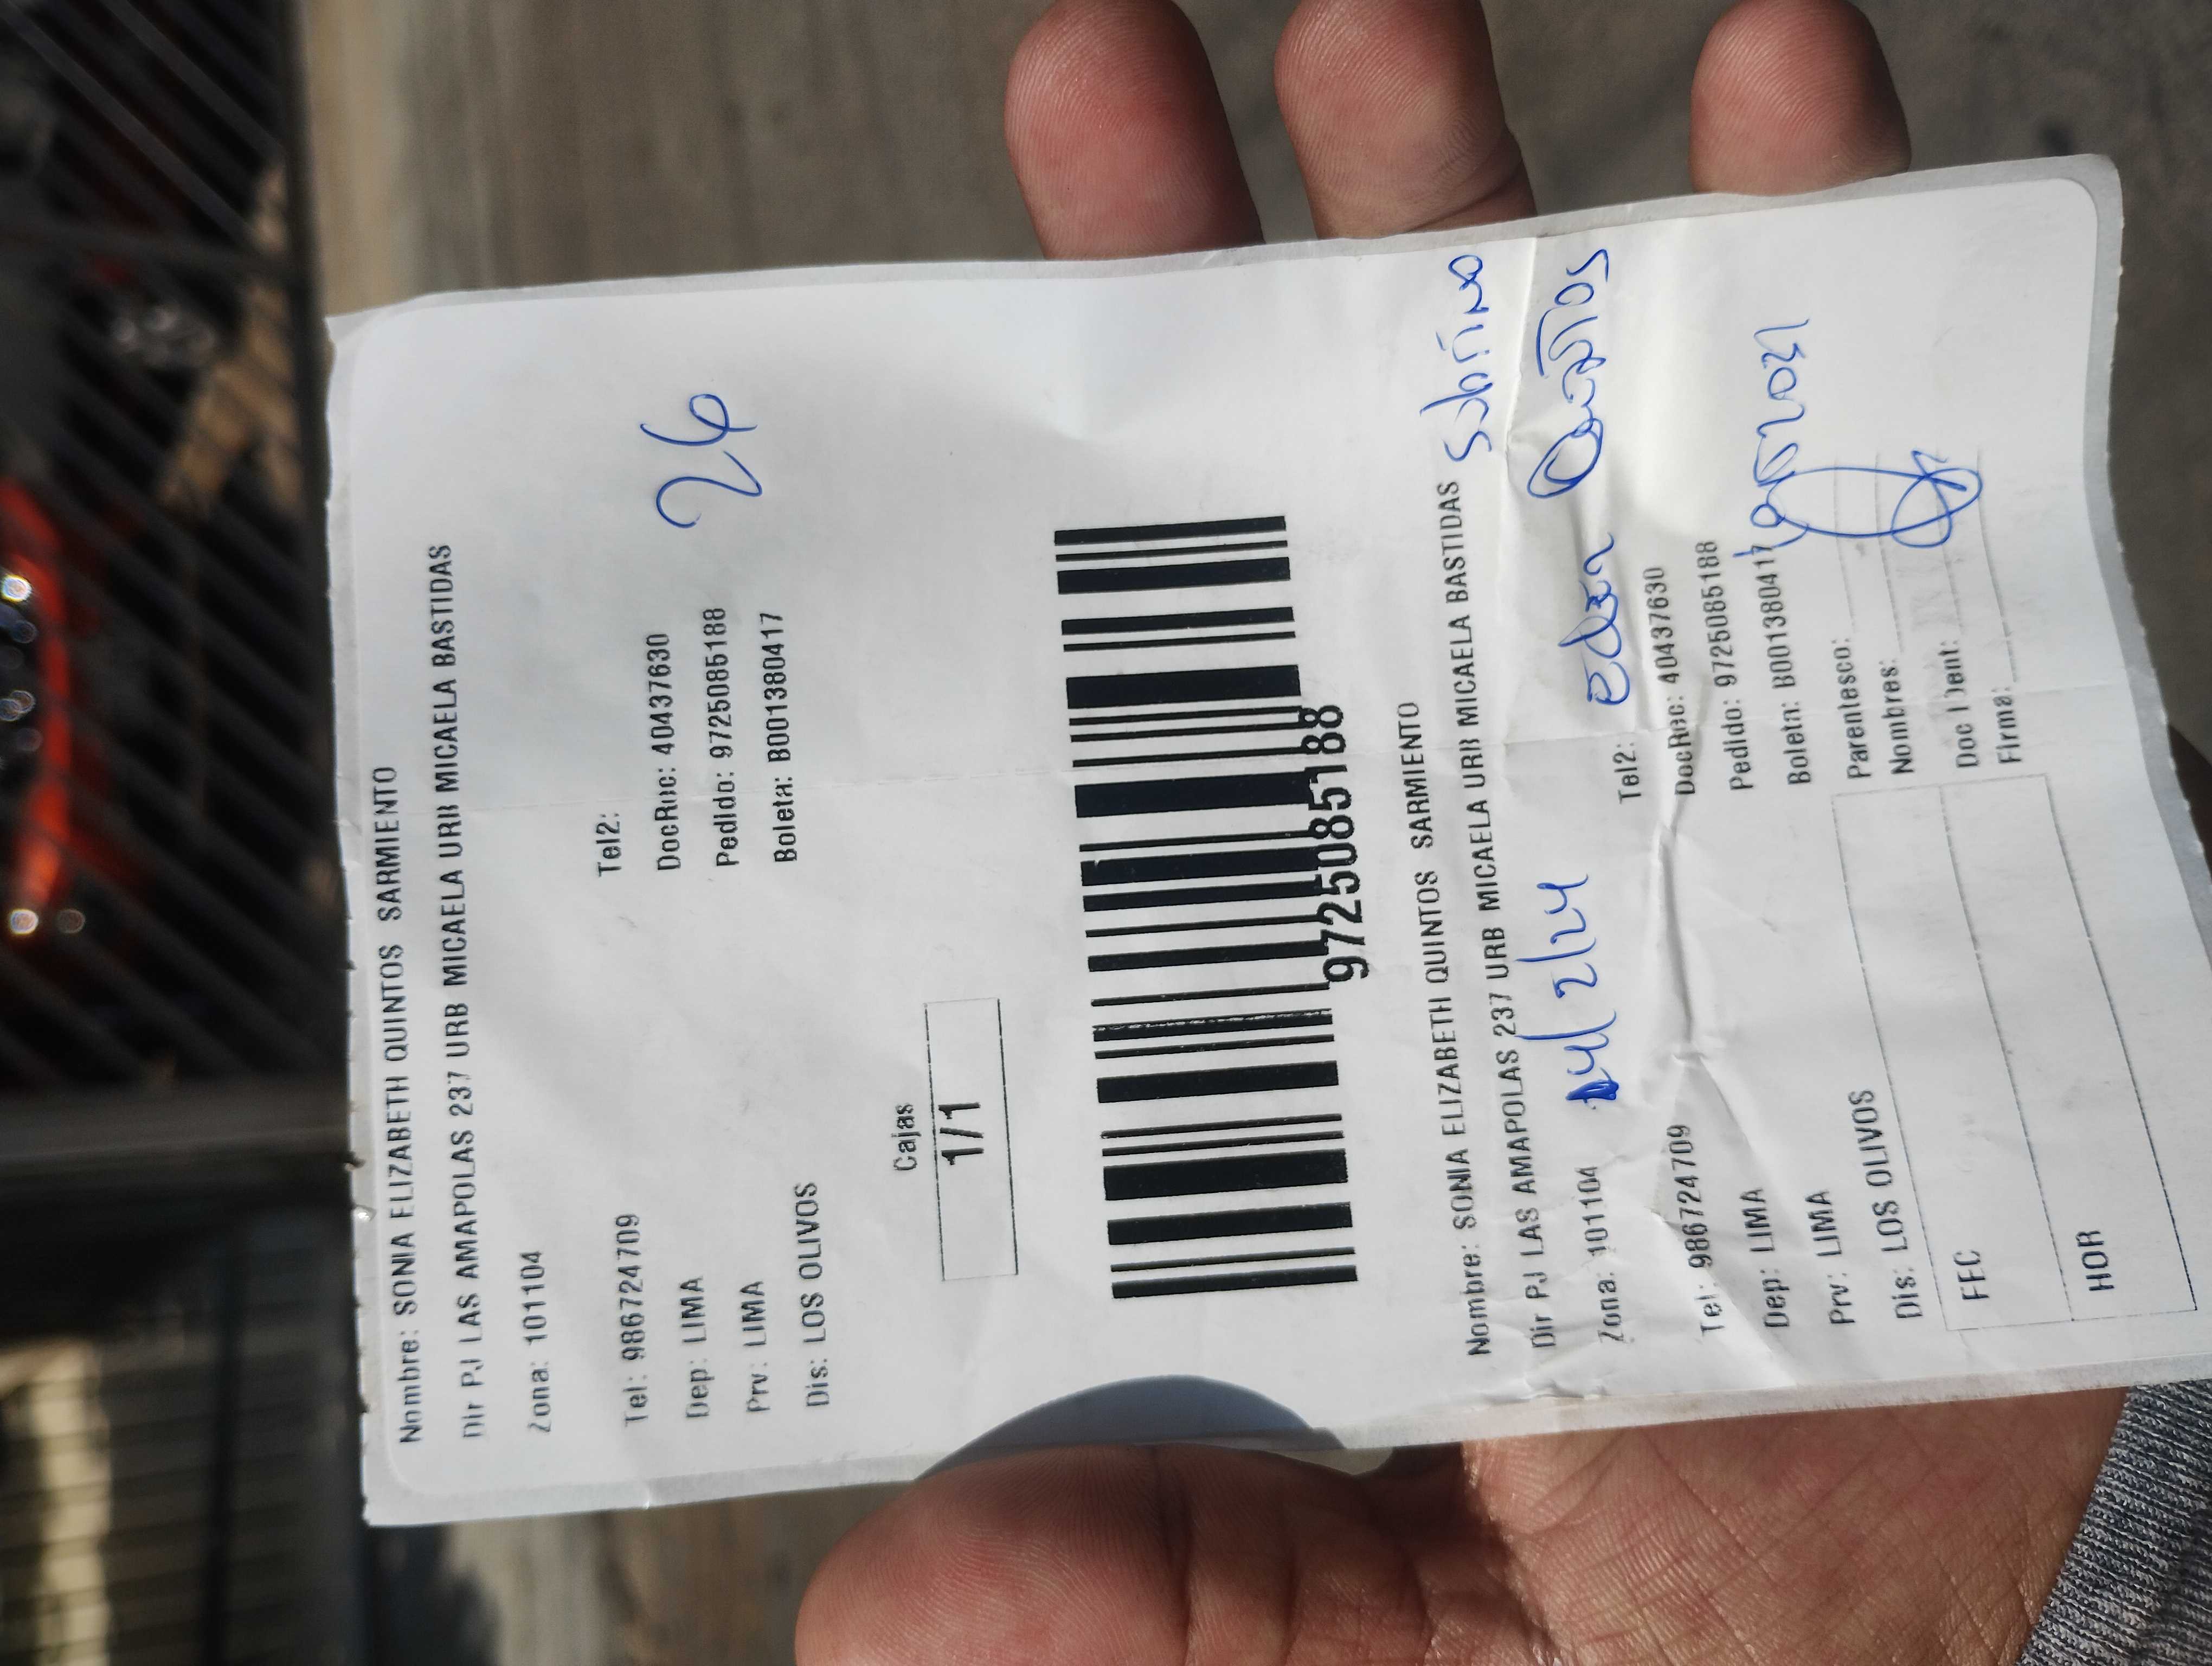 Nombre: SONIA ELIZABETH QUINTOS SARMIENTO
Dir PJ LAS AMAPOLAS 237 URB MICAELA URB MICAELA BASTIDAS
Zona: 101104
Tel: 986724709 Tel2:
Dep: LIMA DocRec: 40437630
Prv: LIMA Pedido: 9725085188
Dis: LOS OLIVOS Boleta: B001380417
26
Cajas
1/1
9725085188
Nombre: SONIA ELIZABETH QUINTOS SARMIENTO
Dir PJ LAS AMAPOLAS 237 URB MICAELA URB MICAELA BASTIDAS
Zona: 101104
Tel: 986724709 Tel2:
Dep: LIMA DocRec: 40437630
Prv: LIMA Pedido: 9725085188
Dis: LOS OLIVOS Boleta: B001380417
FEC Parentesco:
Nombres:
HOR Doc Ident:
Firma: